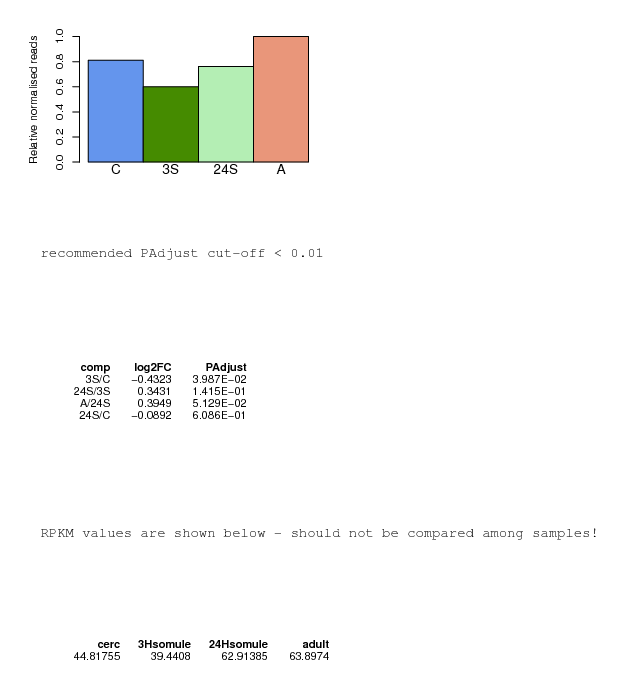 Relative normalised reads
1.0
0.8
0.6
0.4
0.2
0.0
C 3S 24S A
recommended PAdjust cut-off < 0.01
comp log2FC PAdjust
3S/C −0.4323 3.987E−02
24S/3S 0.3431 1.415E−01
A/24S 0.3949 5.129E−02
24S/C −0.0892 6.086E−01
RPKM values are shown below - should not be compared among samples!
cerc 3Hsomule 24Hsomule adult
44.81755 39.4408 62.91385 63.8974